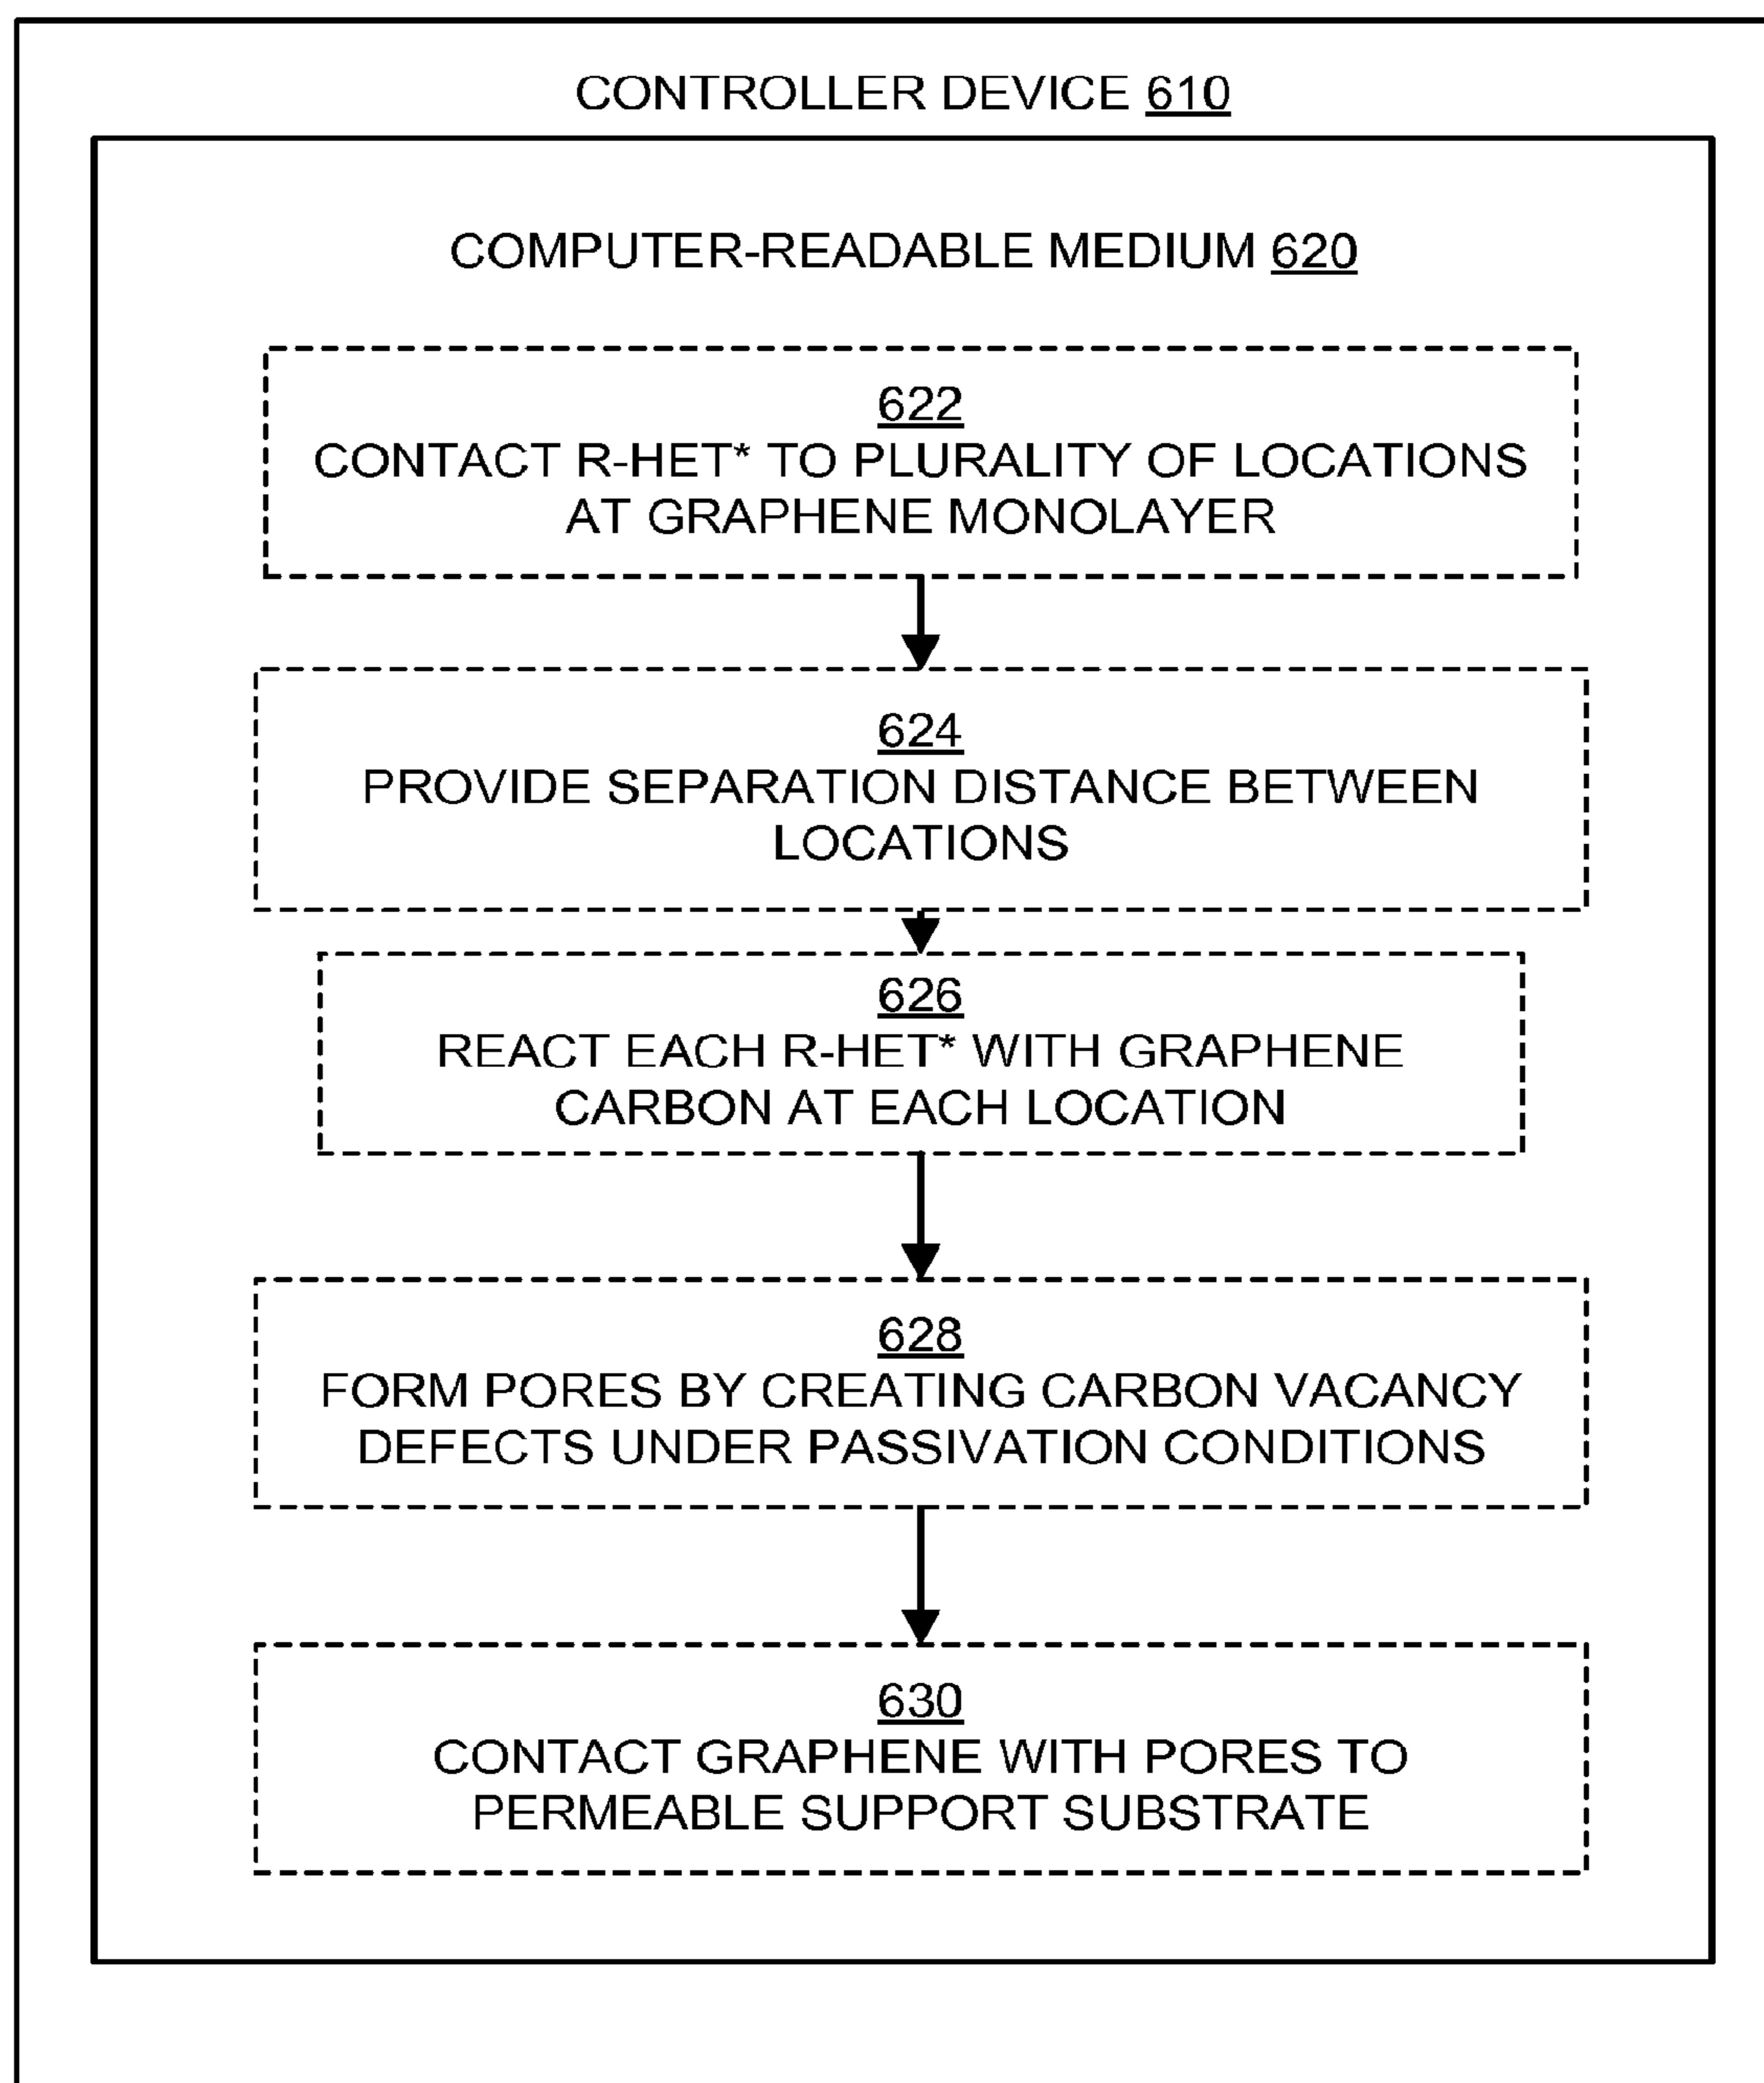 CONTROLLER DEVICE 610
COMPUTER-READABLE MEDIUM 620
622
CONTACT R-HET* TO PLURALITY OF LOCATIONS
AT GRAPHENE MONOLAYER
624
PROVIDE SEPARATION DISTANCE BETWEEN
LOCATIONS
626
REACT EACH R-HET* WITH GRAPHENE
CARBON AT EACH LOCATION
628
FORM PORES BY CREATING CARBON VACANCY
DEFECTS UNDER PASSIVATION CONDITIONS
630
CONTACT GRAPHENE WITH PORES TO
PERMEABLE SUPPORT SUBSTRATE